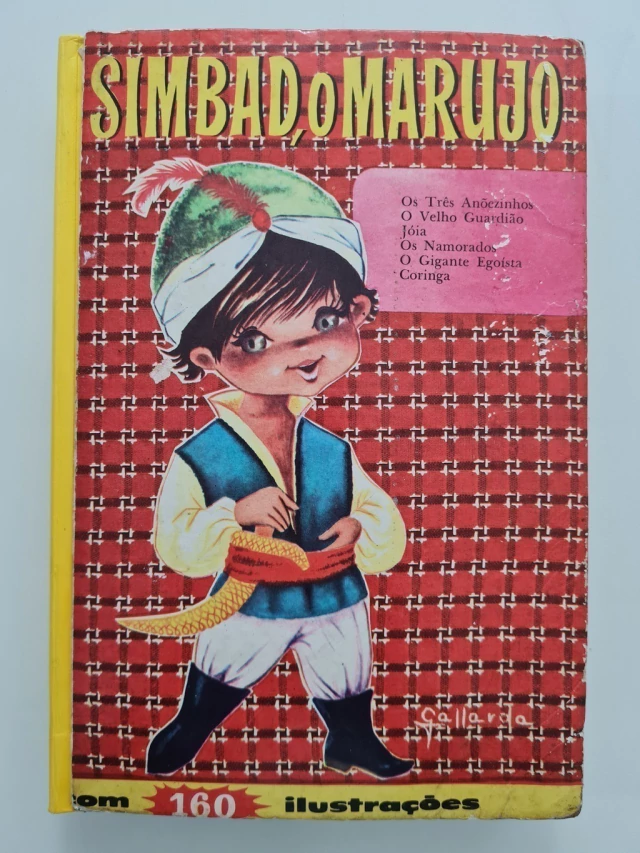 SIMBAD, O MARUJO
Os Três Anõezinhos
O Velho Guardião
Jóia
Os Namorados
O Gigante Egoísta
Coringa
Gallarda
om 160 ilustrações